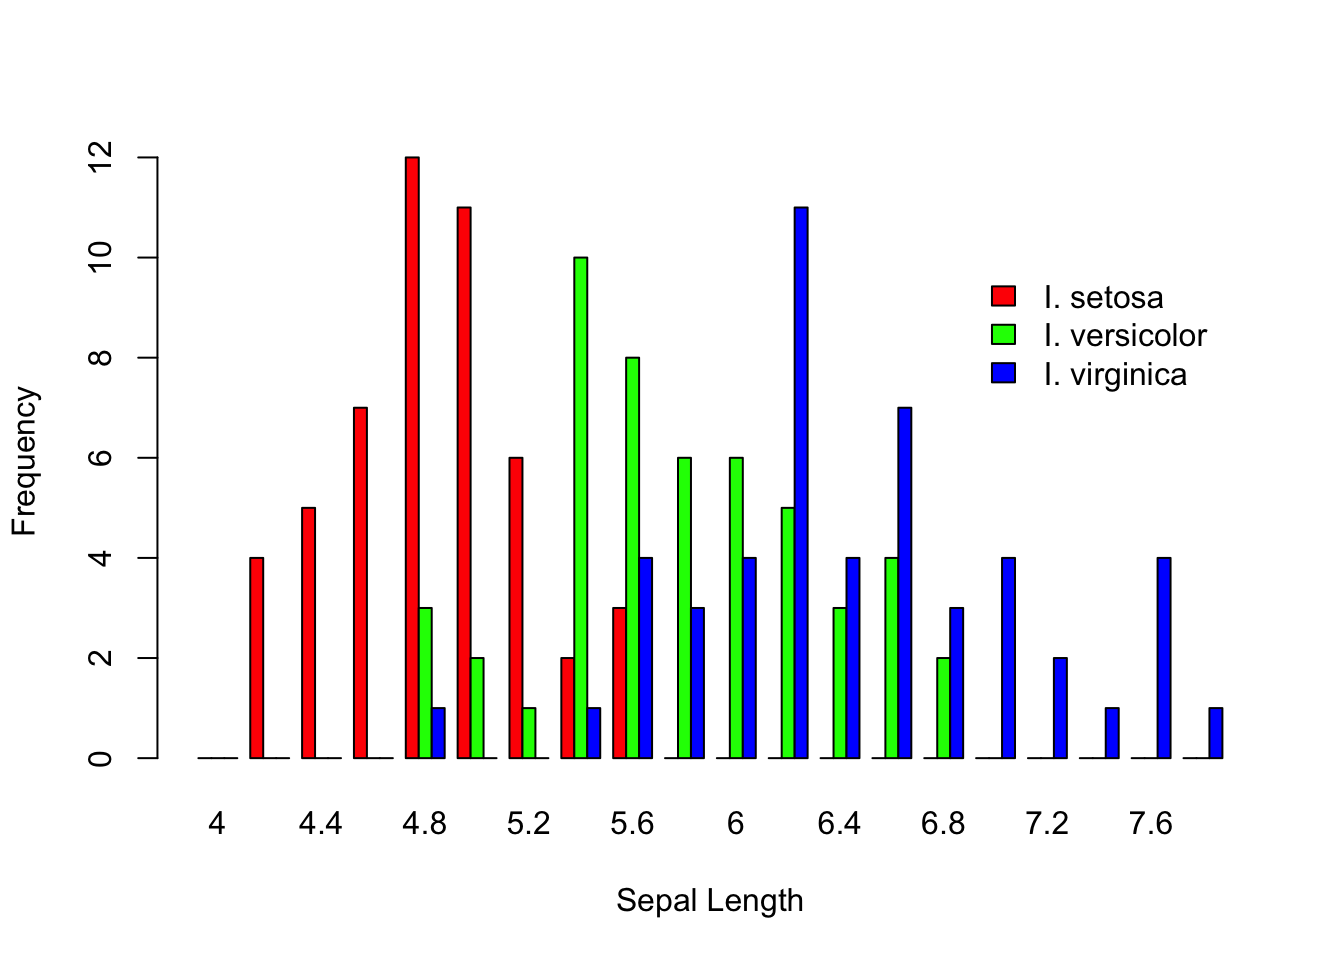 12
10
8
6
4
2
0
Frequency
I. setosa
I. versicolor
I. virginica
4 4.4 4.8 5.2 5.6 6 6.4 6.8 7.2 7.6
Sepal Length